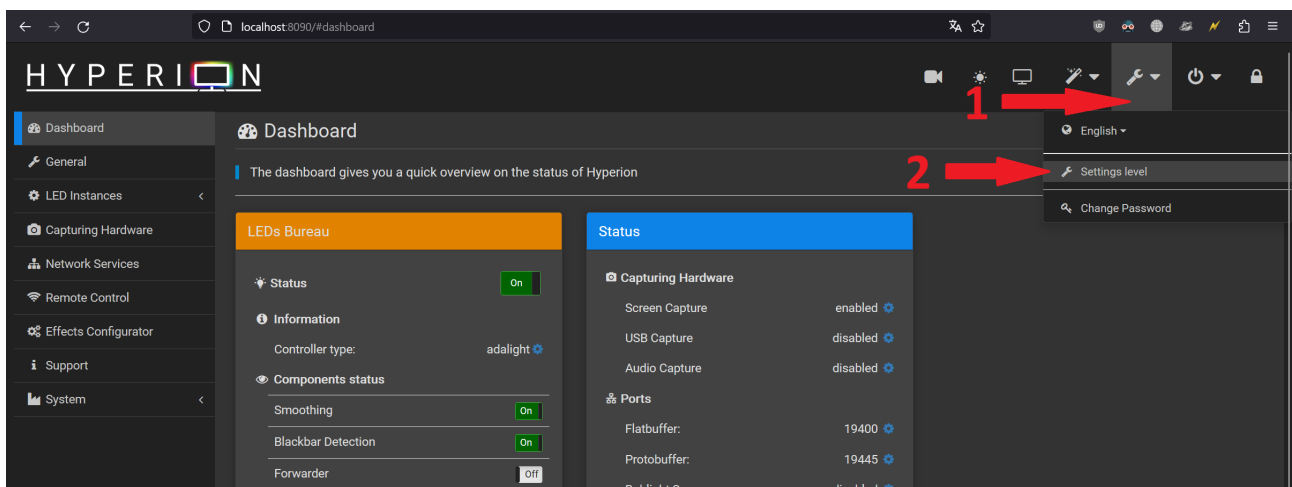 localhost:8090/#dashboard
HYPERION
1
Dashboard
General
LED Instances
Capturing Hardware
Network Services
Remote Control
Effects Configurator
Support
System
Dashboard
The dashboard gives you a quick overview on the status of Hyperion
English
2
Settings level
Change Password
LEDs Bureau
Status On
Information
Controller type: adalight
Components status
Smoothing On
Blackbar Detection On
Forwarder Off
Status
Capturing Hardware
Screen Capture enabled
USB Capture disabled
Audio Capture disabled
Ports
Flatbuffer: 19400
Protobuffer: 19445